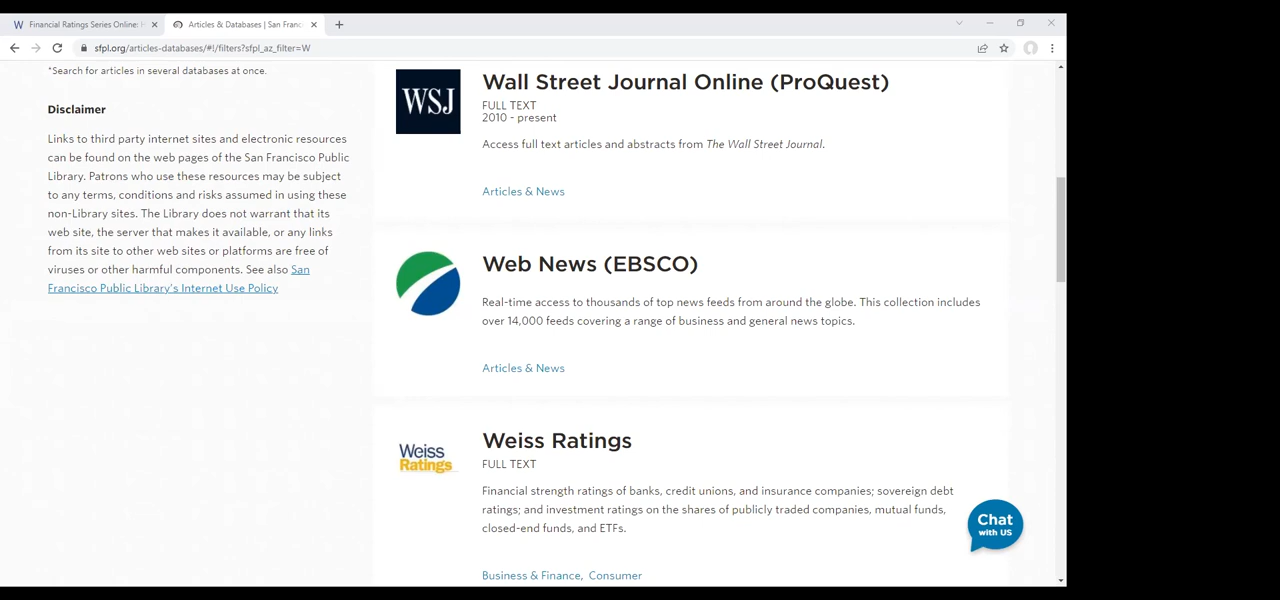 Financial Ratings Series Online:
Articles & Databases | San Franc
sfpl.org/articles-databases/#!/filters?sfpl_az_filter=W
*Search for articles in several databases at once.
Disclaimer
Links to third party internet sites and electronic resources
can be found on the web pages of the San Francisco Public
Library. Patrons who use these resources may be subject
to any terms, conditions and risks assumed in using these
non-Library sites. The Library does not warrant that its
web site, the server that makes it available, or any links
from its site to other web sites or platforms are free of
viruses or other harmful components. See also San
Francisco Public Library's Internet Use Policy
WSJ
Wall Street Journal Online (ProQuest)
FULL TEXT
2010 - present
Access full text articles and abstracts from The Wall Street Journal.
Articles & News
Web News (EBSCO)
Real-time access to thousands of top news feeds from around the globe. This collection includes
over 14,000 feeds covering a range of business and general news topics.
Articles & News
Weiss
Ratings
Weiss Ratings
FULL TEXT
Financial strength ratings of banks, credit unions, and insurance companies; sovereign debt
ratings; and investment ratings on the shares of publicly traded companies, mutual funds,
closed-end funds, and ETFs.
Business & Finance, Consumer
Chat
with US